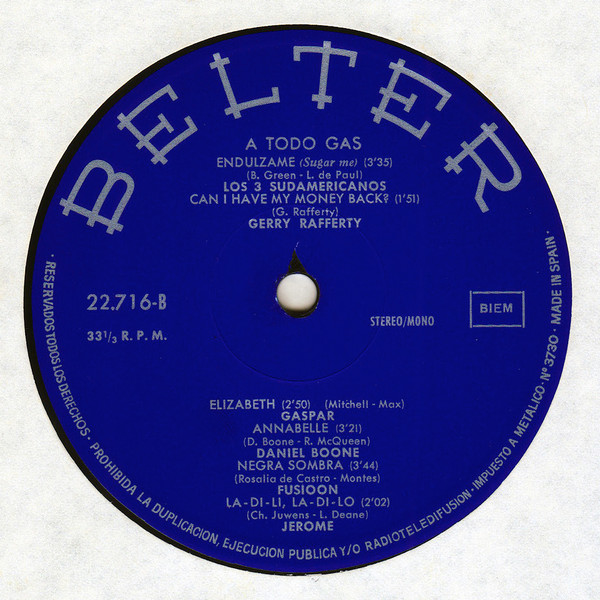 BELTER
A TODO GAS
ENDULZAME (Sugar me) (3'35)
(B. Green - L. de Paul)
LOS 3 SUDAMERICANOS
CAN I HAVE MY MONEY BACK? (1'51)
(G. Rafferty)
GERRY RAFFERTY
22.716-B
33 1/3 R. P. M.
STEREO/MONO
BIEM
ELIZABETH (2'50) (Mitchell - Max)
GASPAR
ANNABELLE (3'21)
(D. Boone - R. McQueen)
DANIEL BOONE
NEGRA SOMBRA (3'44)
(Rosalia de Castro - Montes)
FUSIOON
LA-DI-LI, LA-DI-LO (2'02)
(Ch. Juwens - L. Deane)
JEROME
· RESERVADOS TODOS LOS DERECHOS · PROHIBIDA LA DUPLICACION, EJECUCION PUBLICA Y/O RADIOTELEDIFUSION · IMPUESTO A METALICO · Nº 3730 · MADE IN SPAIN ·